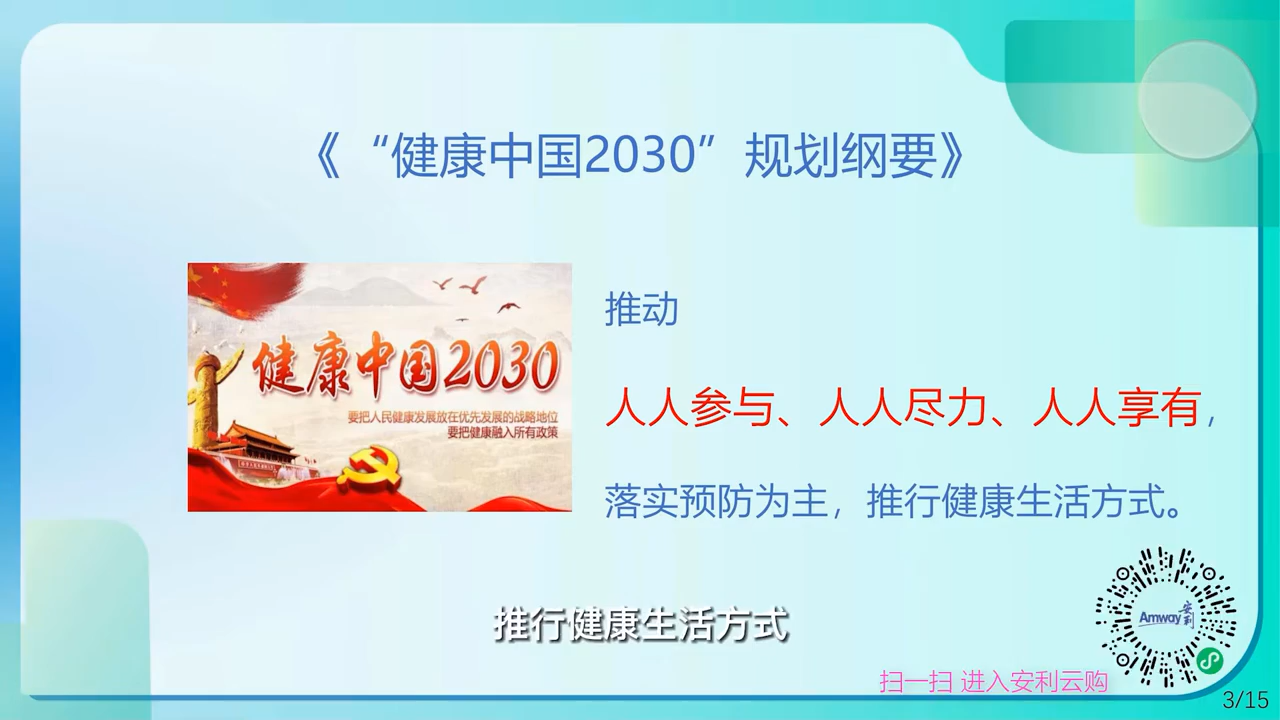 《“健康中国2030”规划纲要》
健康中国2030
要把人民健康发展放在优先发展的战略地位
要把健康融入所有政策
推动
人人参与、人人尽力、人人享有，
落实预防为主，推行健康生活方式。
推行健康生活方式
Amway安利
扫一扫 进入安利云购
3/15